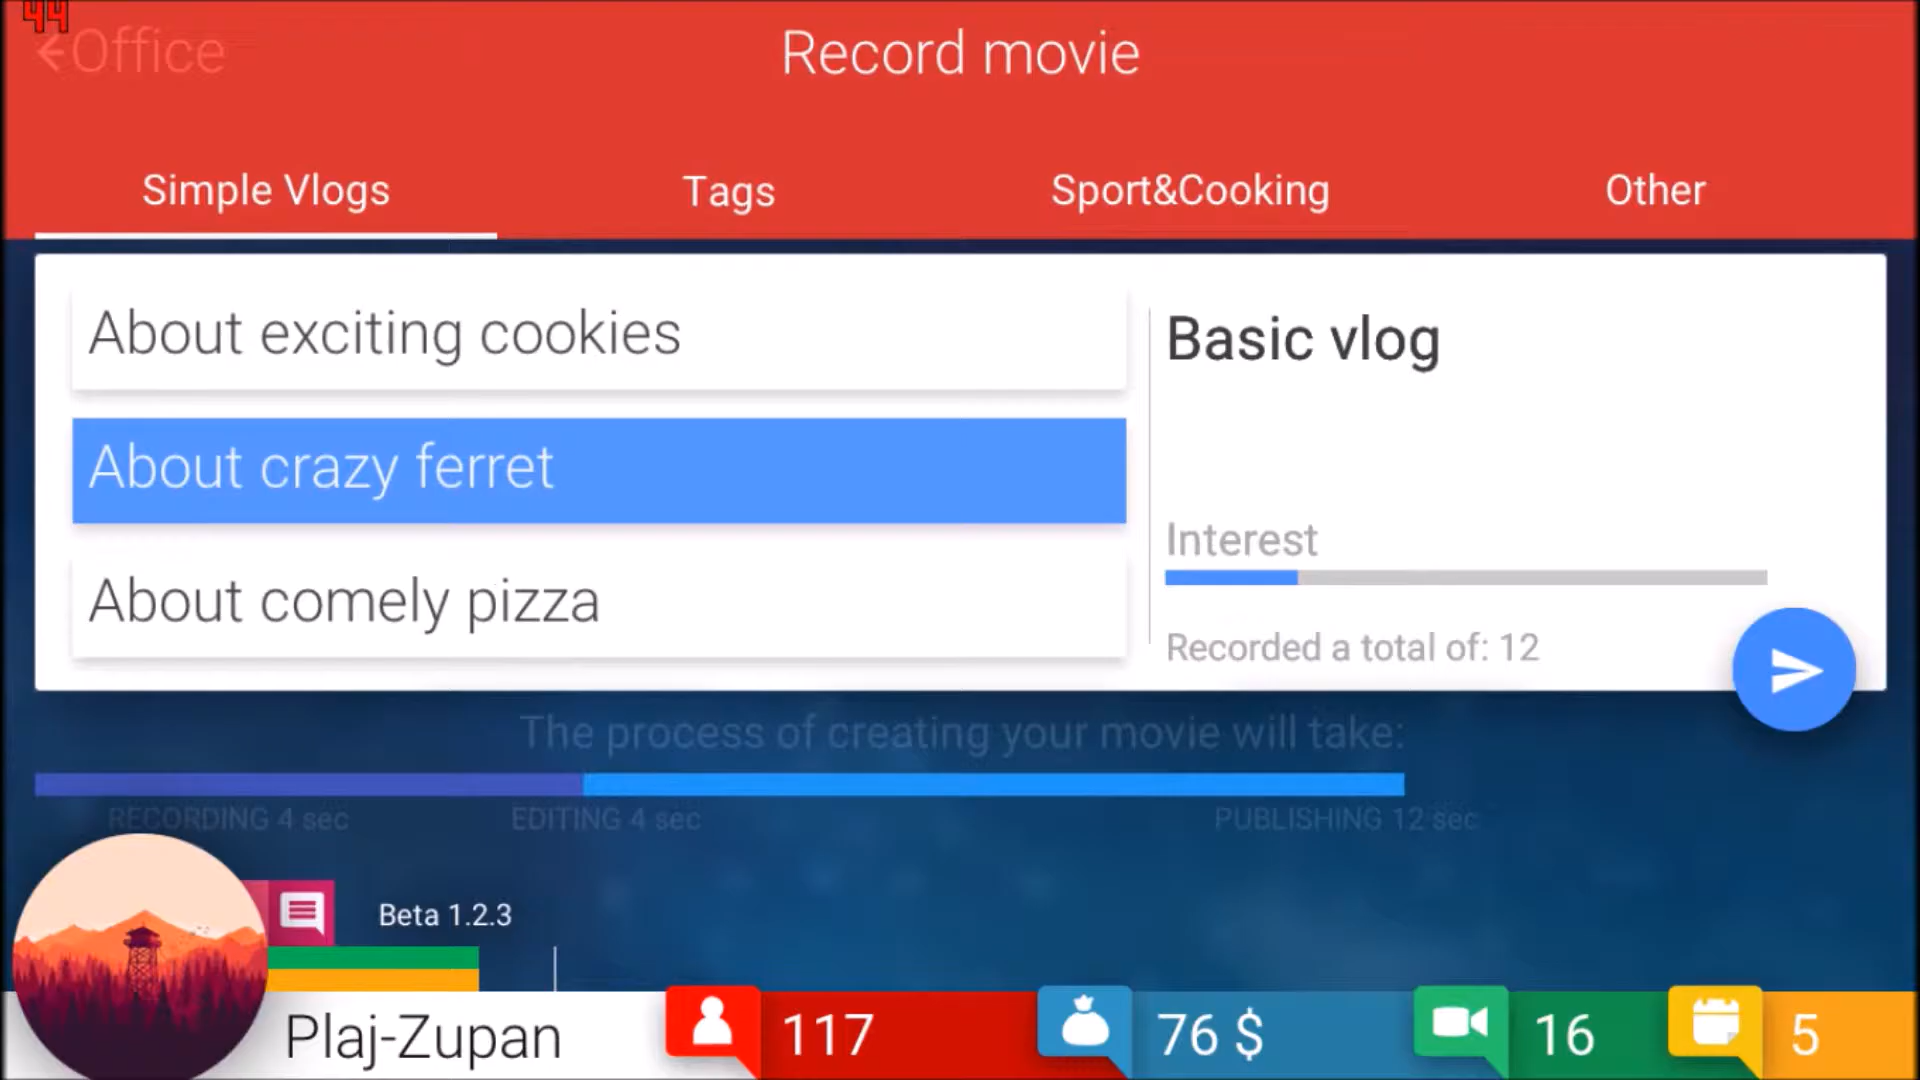 44
Office
Record movie
Simple Vlogs
Tags
Sport&Cooking
Other
About exciting cookies
About crazy ferret
About comely pizza
Basic vlog
Interest
Recorded a total of: 12
The process of creating your movie will take:
RECORDING 4 sec
EDITING 4 sec
PUBLISHING 12 sec
Beta 1.2.3
Plaj-Zupan
117
76 $
16
5